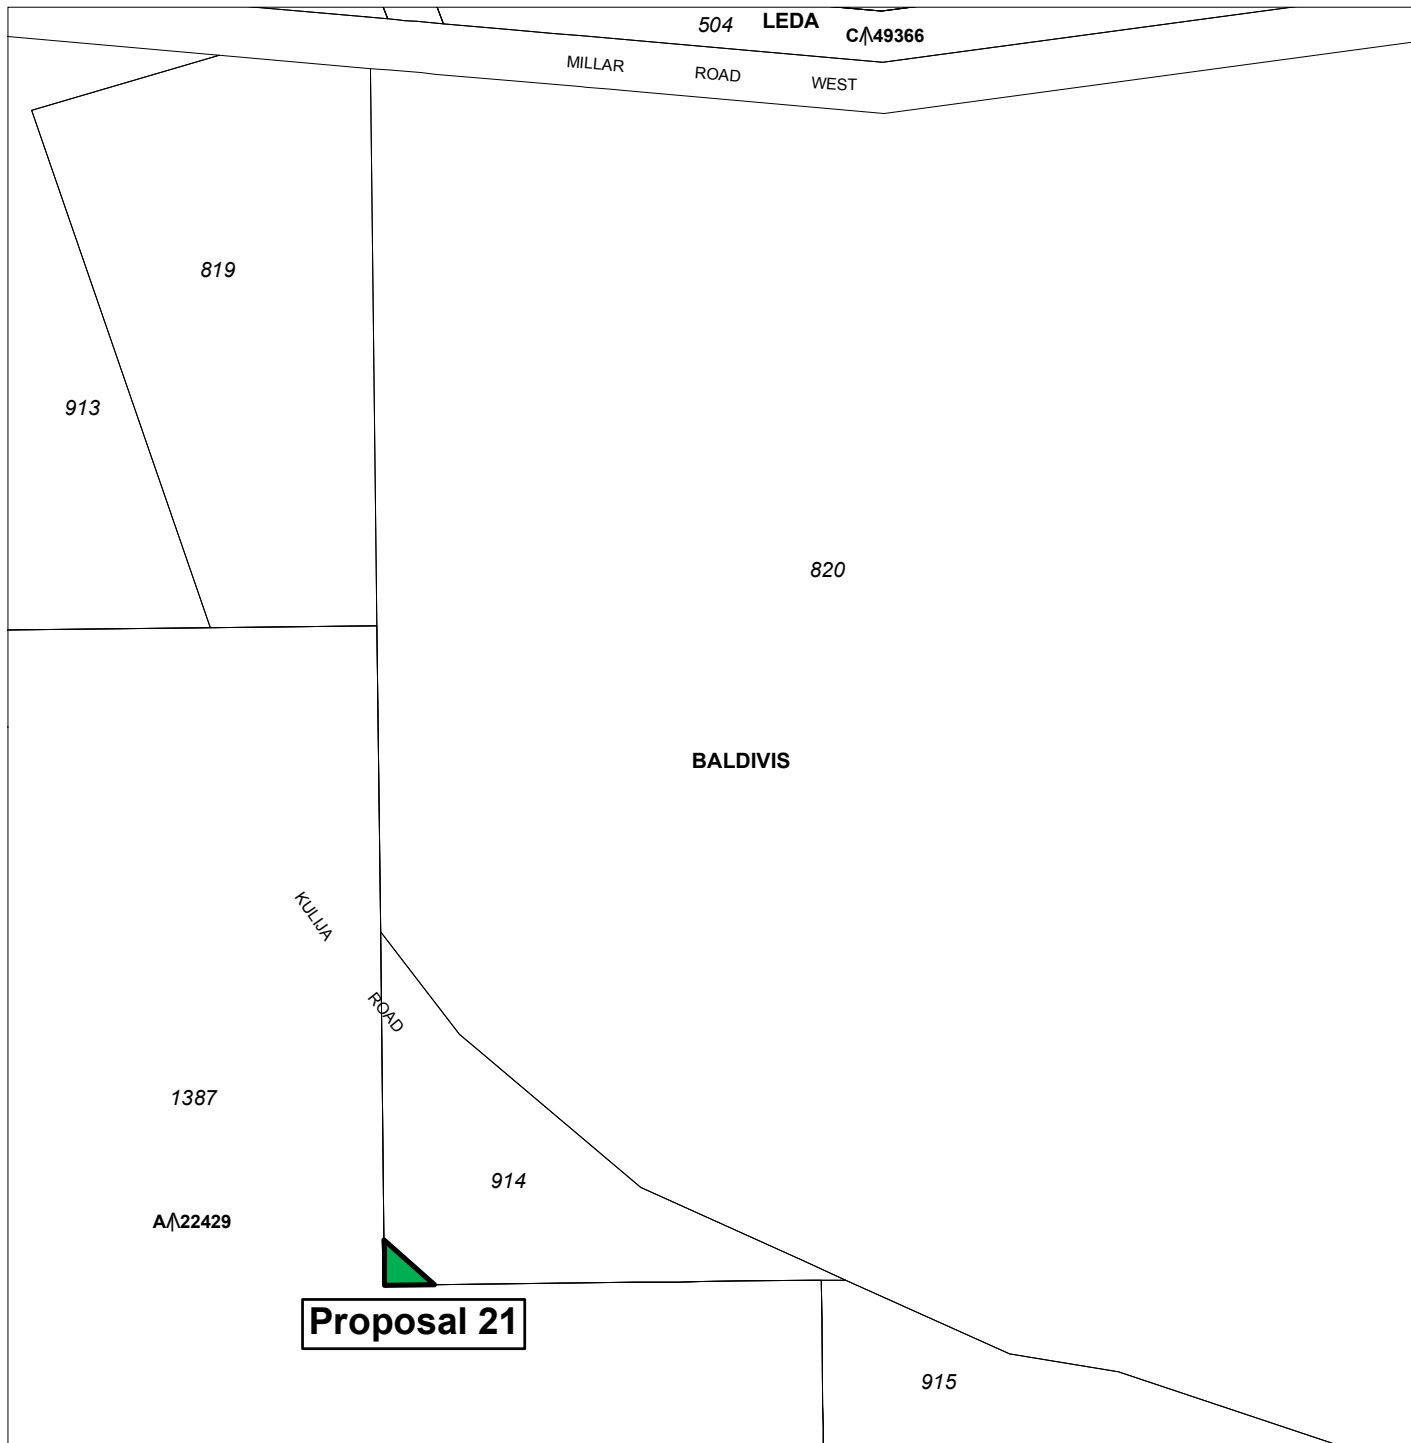 504
LEDA
C/\49366
MILLAR ROAD WEST
819
913
820
BALDIVIS
KULIJA
ROAD
1387
914
A/\22429
Proposal 21
915